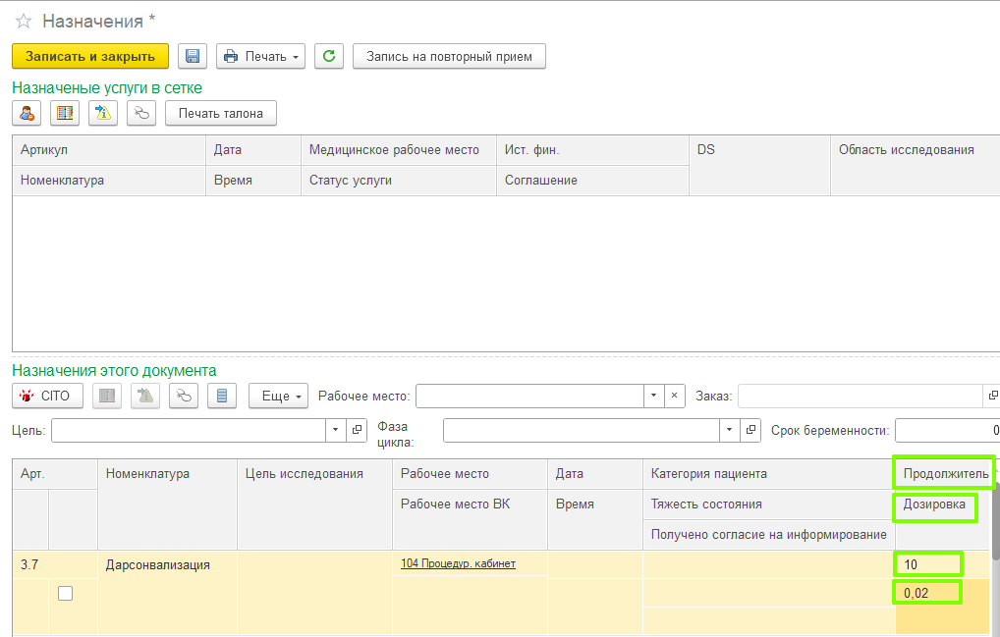 Назначения *
Записать и закрыть Печать Запись на повторный прием
Назначеные услуги в сетке
Печать талона
Артикул Дата Медицинское рабочее место Ист. фин. DS Область исследования
Номенклатура Время Статус услуги Соглашение
Назначения этого документа
CITO Еще Рабочее место: × Заказ:
Цель: Фаза цикла: Срок беременности: 0
Арт. Номенклатура Цель исследования Рабочее место Дата Категория пациента Продолжитель
Рабочее место ВК Время Тяжесть состояния Дозировка
Получено согласие на информирование
3.7 Дарсонвализация 104 Процедур. кабинет 10
0,02